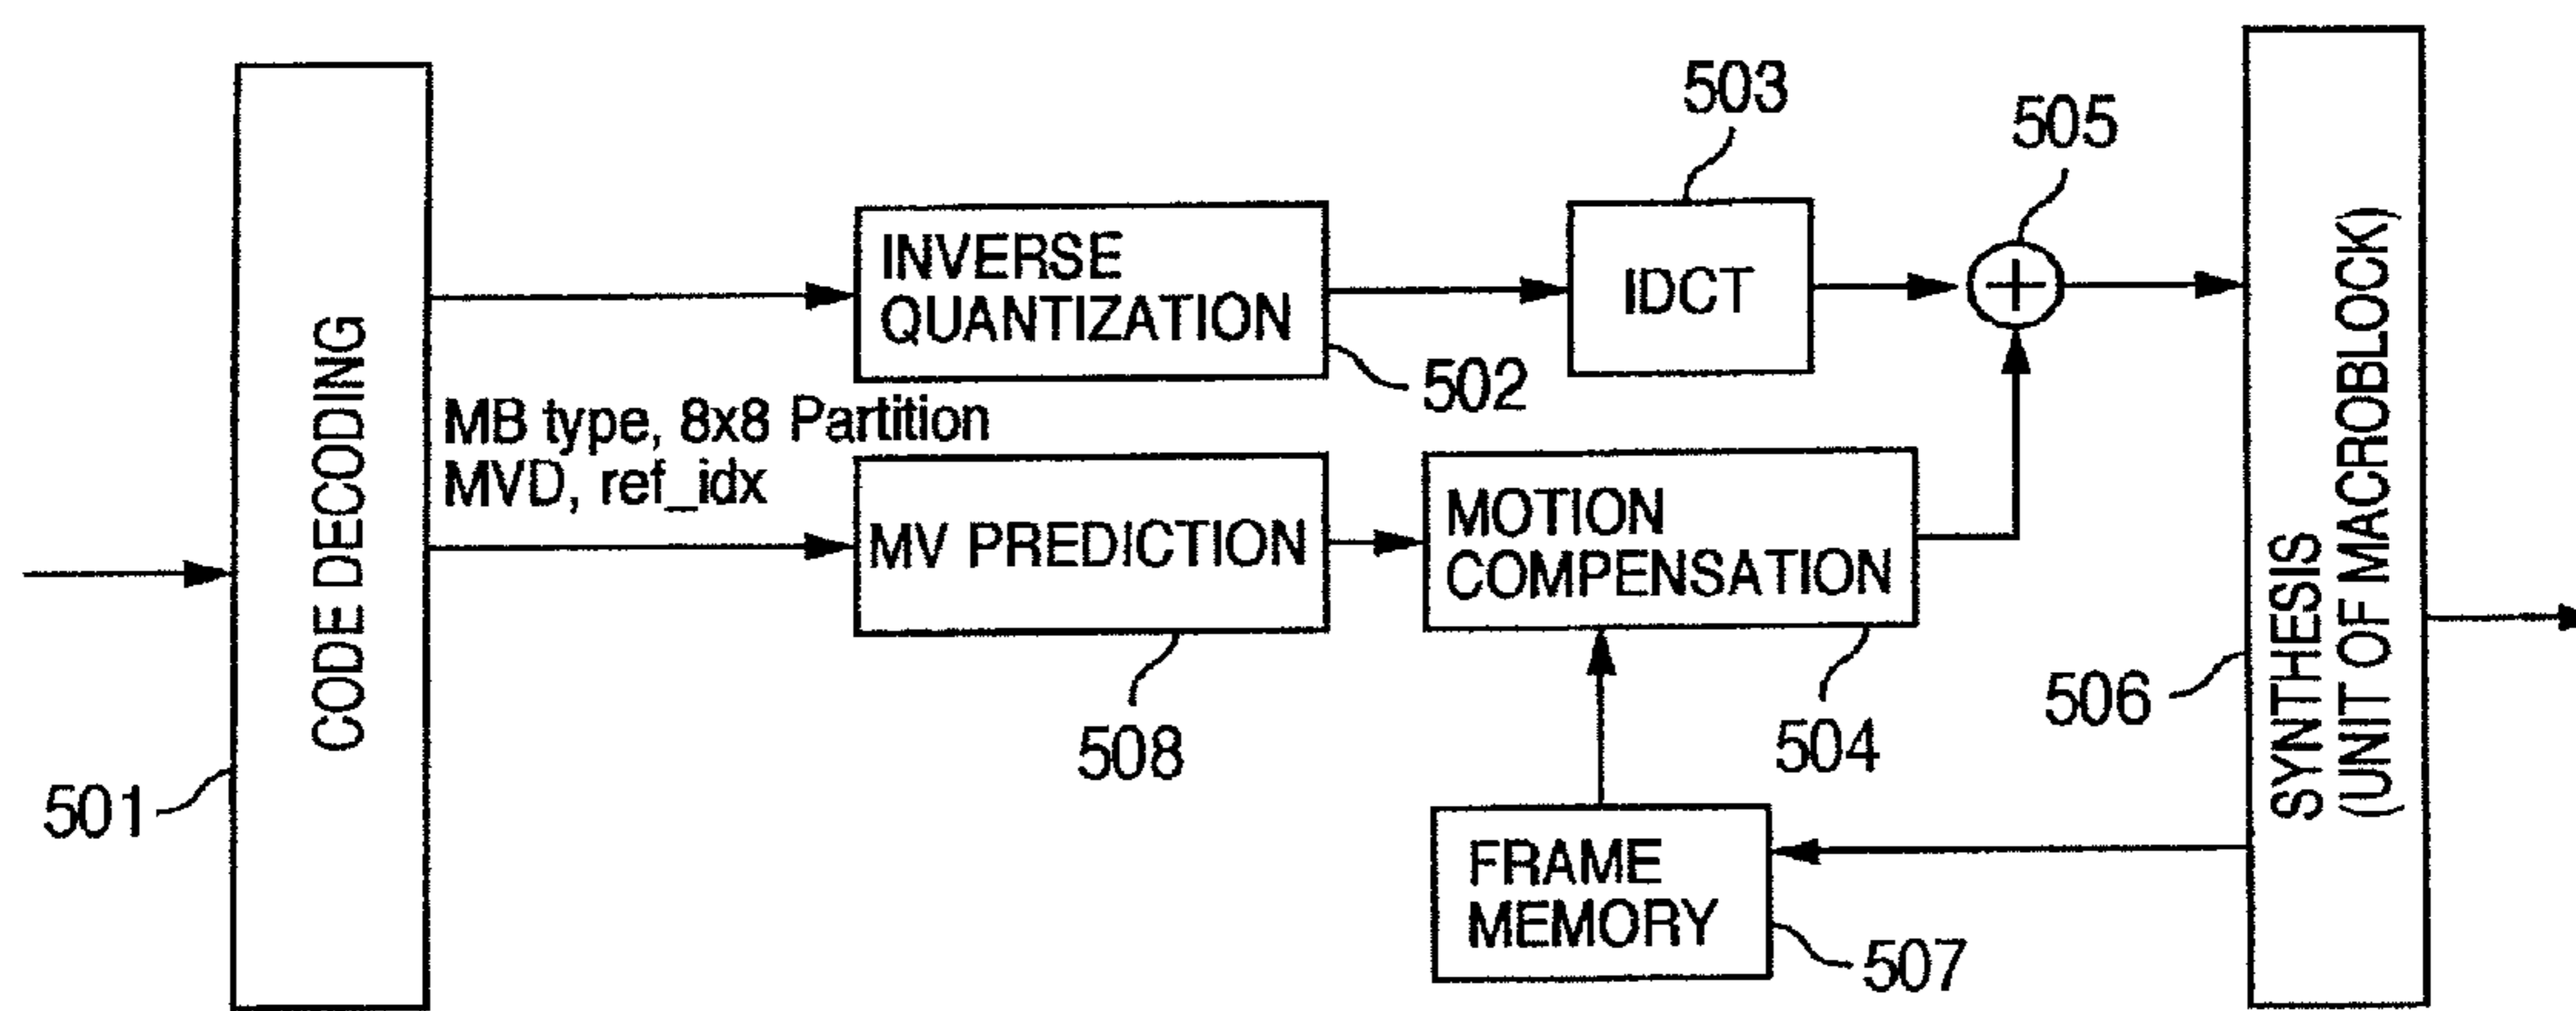 503
505
INVERSE
QUANTIZATION
IDCT
502
CODE DECODING
MB type, 8x8 Partition
MVD, ref_idx
MV PREDICTION
MOTION
COMPENSATION
SYNTHESIS
(UNIT OF MACROBLOCK)
506
508
504
501
FRAME
MEMORY
507